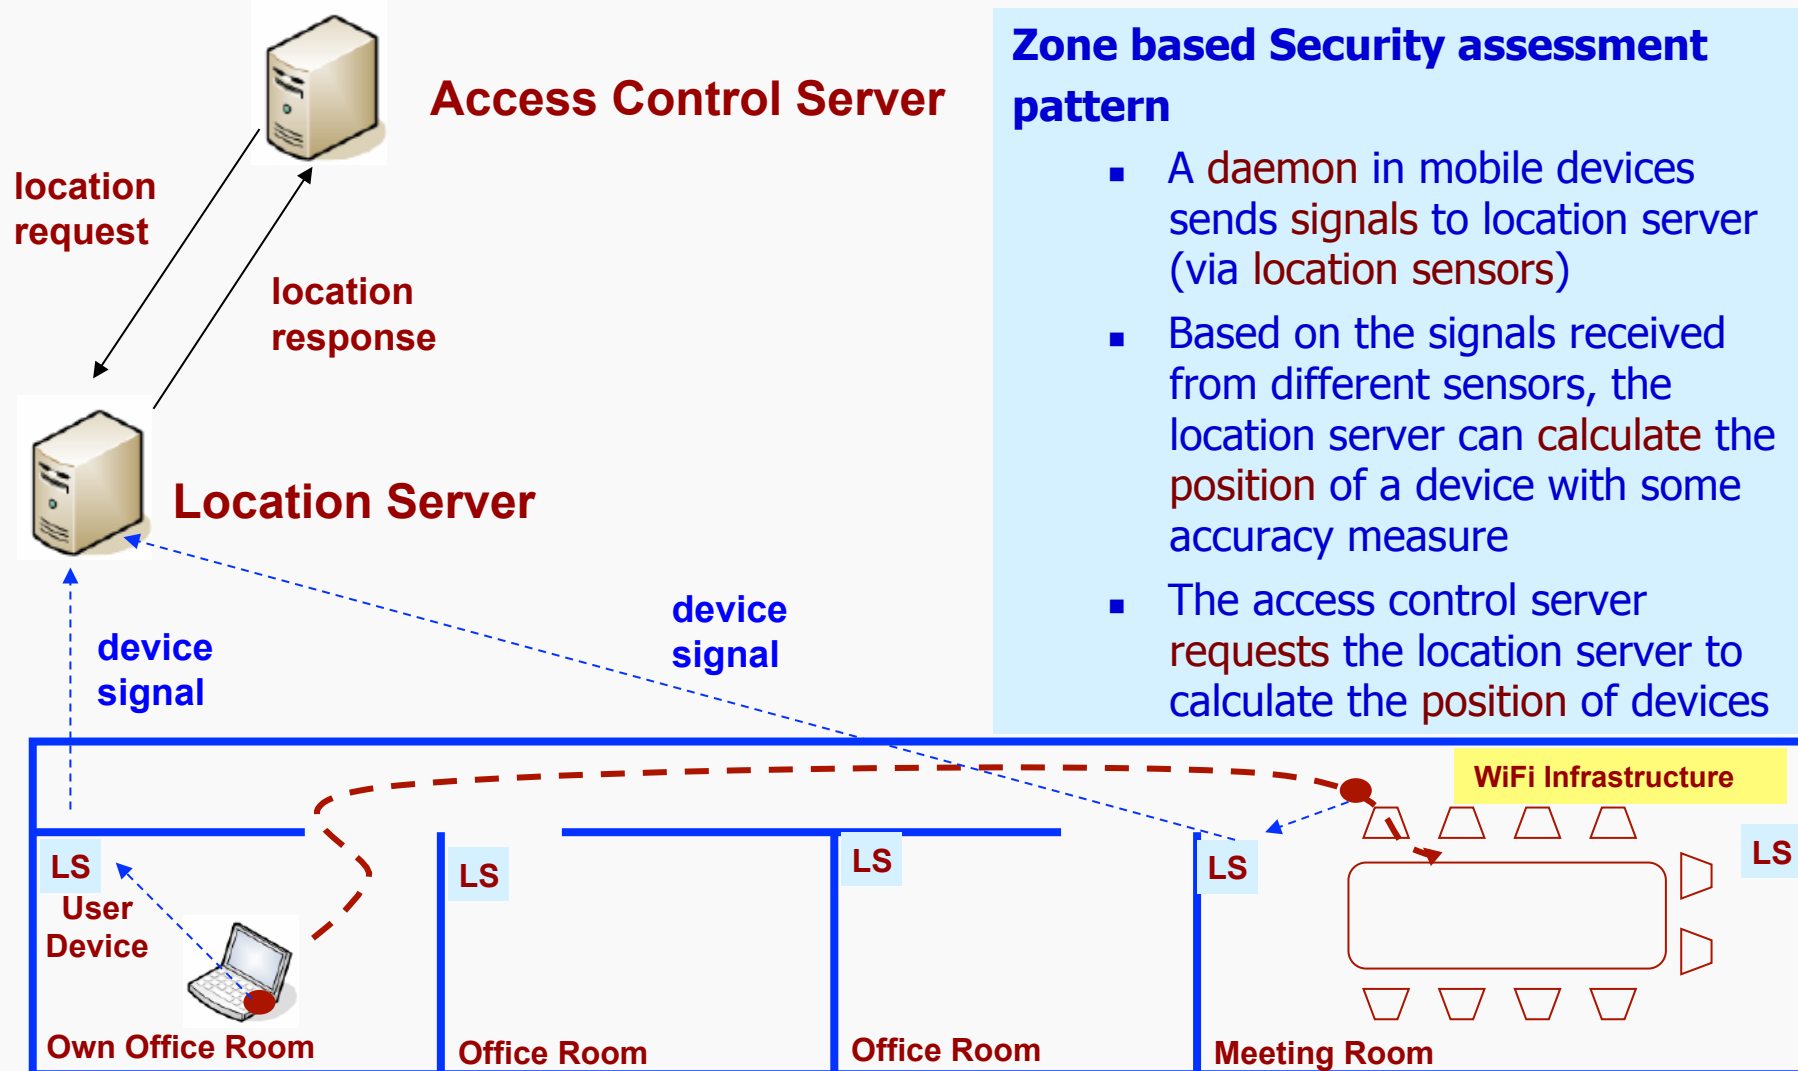 Access Control Server
location
request
location
response
Location Server
device
signal
device
signal
Zone based Security assessment
pattern
▪ A daemon in mobile devices
sends signals to location server
(via location sensors)
▪ Based on the signals received
from different sensors, the
location server can calculate the
position of a device with some
accuracy measure
▪ The access control server
requests the location server to
calculate the position of devices
WiFi Infrastructure
LS
LS
LS
LS
LS
User
Device
Own Office Room
Office Room
Office Room
Meeting Room